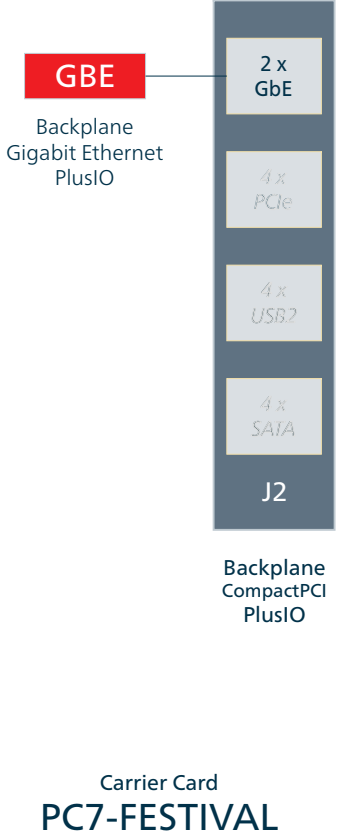 GBE
Backplane
Gigabit Ethernet
PlusIO
2 x
GbE
4 x
PCIe
4 x
USB2
4 x
SATA
J2
Backplane
CompactPCI
PlusIO
Carrier Card
PC7-FESTIVAL